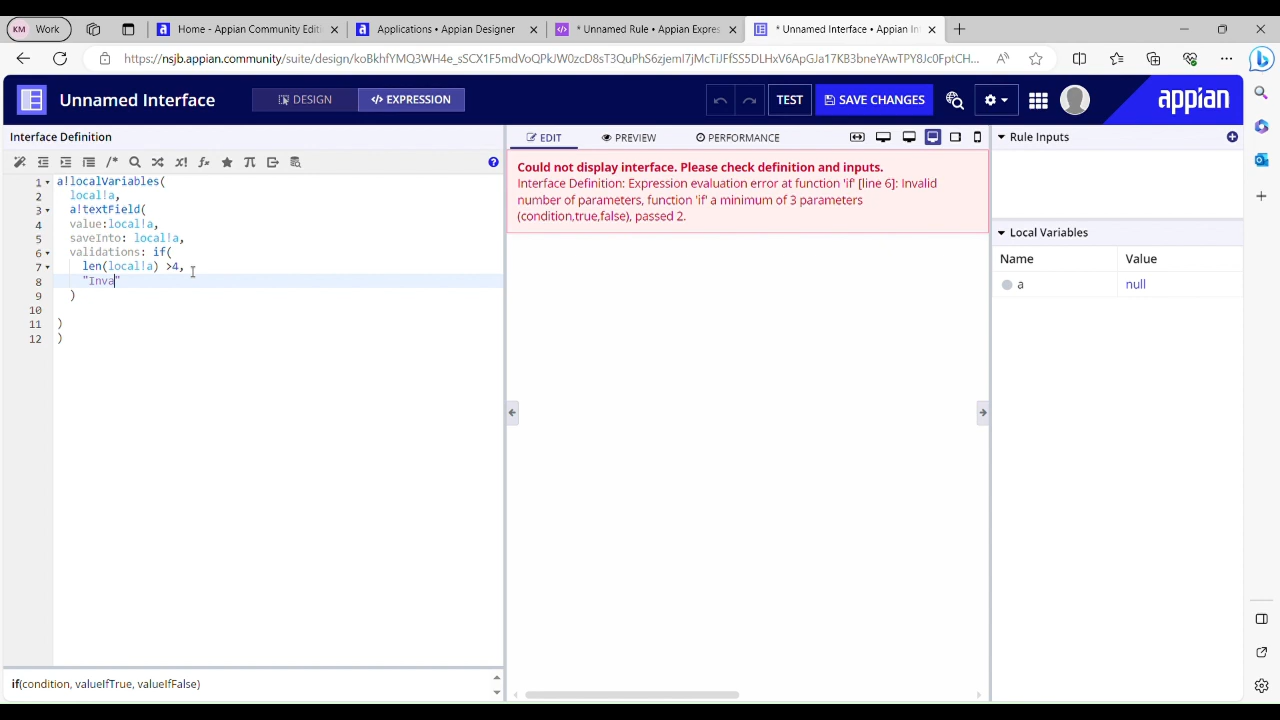 KM Work
Home - Appian Community Editi
Applications • Appian Designer
* Unnamed Rule • Appian Expres
* Unnamed Interface • Appian In
https://nsjb.appian.community/suite/design/koBkhfYMQ3WH4e_sSCX1F5mdVoQPkJW0zcD8sT3QuPhS6zjemI7jMcTiJFfSS5DLHxV6ApGJa17KB3bneYAwTPY8Jc0FptCH...
Unnamed Interface
DESIGN
</> EXPRESSION
TEST
SAVE CHANGES
appian
Interface Definition
EDIT
PREVIEW
PERFORMANCE
Rule Inputs
1 a!localVariables(
2 local!a,
3 a!textField(
4 value:local!a,
5 saveInto: local!a,
6 validations: if(
7 len(local!a) >4,
8 "Inva"
9 )
10
11 )
12 )
Could not display interface. Please check definition and inputs.
Interface Definition: Expression evaluation error at function 'if' [line 6]: Invalid
number of parameters, function 'if' a minimum of 3 parameters
(condition,true,false), passed 2.
Local Variables
Name Value
a null
if(condition, valueIfTrue, valueIfFalse)